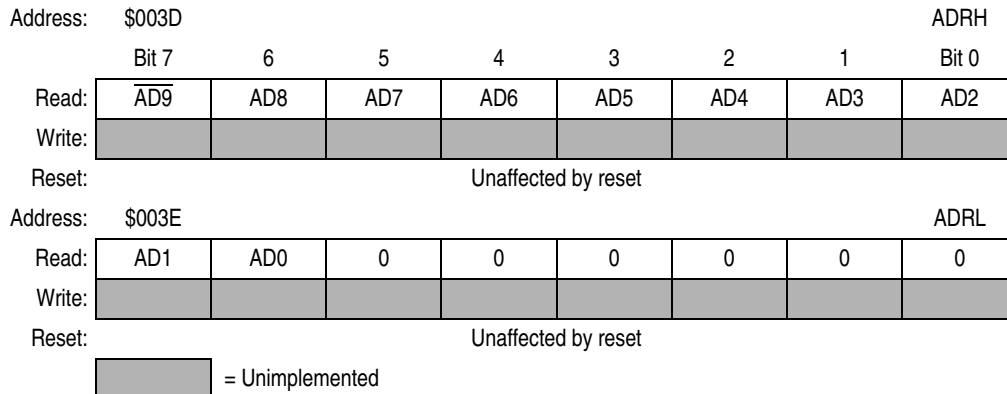 Address: $003D ADRH
Bit 7 6 5 4 3 2 1 Bit 0
Read: A̅D̅9̅ AD8 AD7 AD6 AD5 AD4 AD3 AD2
Write:
Reset: Unaffected by reset
Address: $003E ADRL
Read: AD1 AD0 0 0 0 0 0 0
Write:
Reset: Unaffected by reset
= Unimplemented